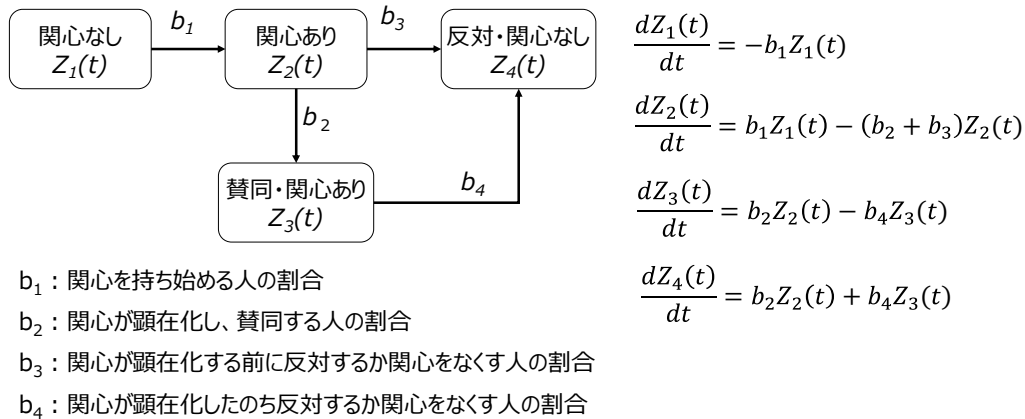 関心なし
Z₁(t)
b₁
関心あり
Z₂(t)
b₃
反対・関心なし
Z₄(t)
b₂
賛同・関心あり
Z₃(t)
b₄
b₁：関心を持ち始める人の割合
b₂：関心が顕在化し、賛同する人の割合
b₃：関心が顕在化する前に反対するか関心をなくす人の割合
b₄：関心が顕在化したのち反対するか関心をなくす人の割合
dZ₁(t)/dt = −b₁Z₁(t)
dZ₂(t)/dt = b₁Z₁(t) − (b₂ + b₃)Z₂(t)
dZ₃(t)/dt = b₂Z₂(t) − b₄Z₃(t)
dZ₄(t)/dt = b₂Z₂(t) + b₄Z₃(t)